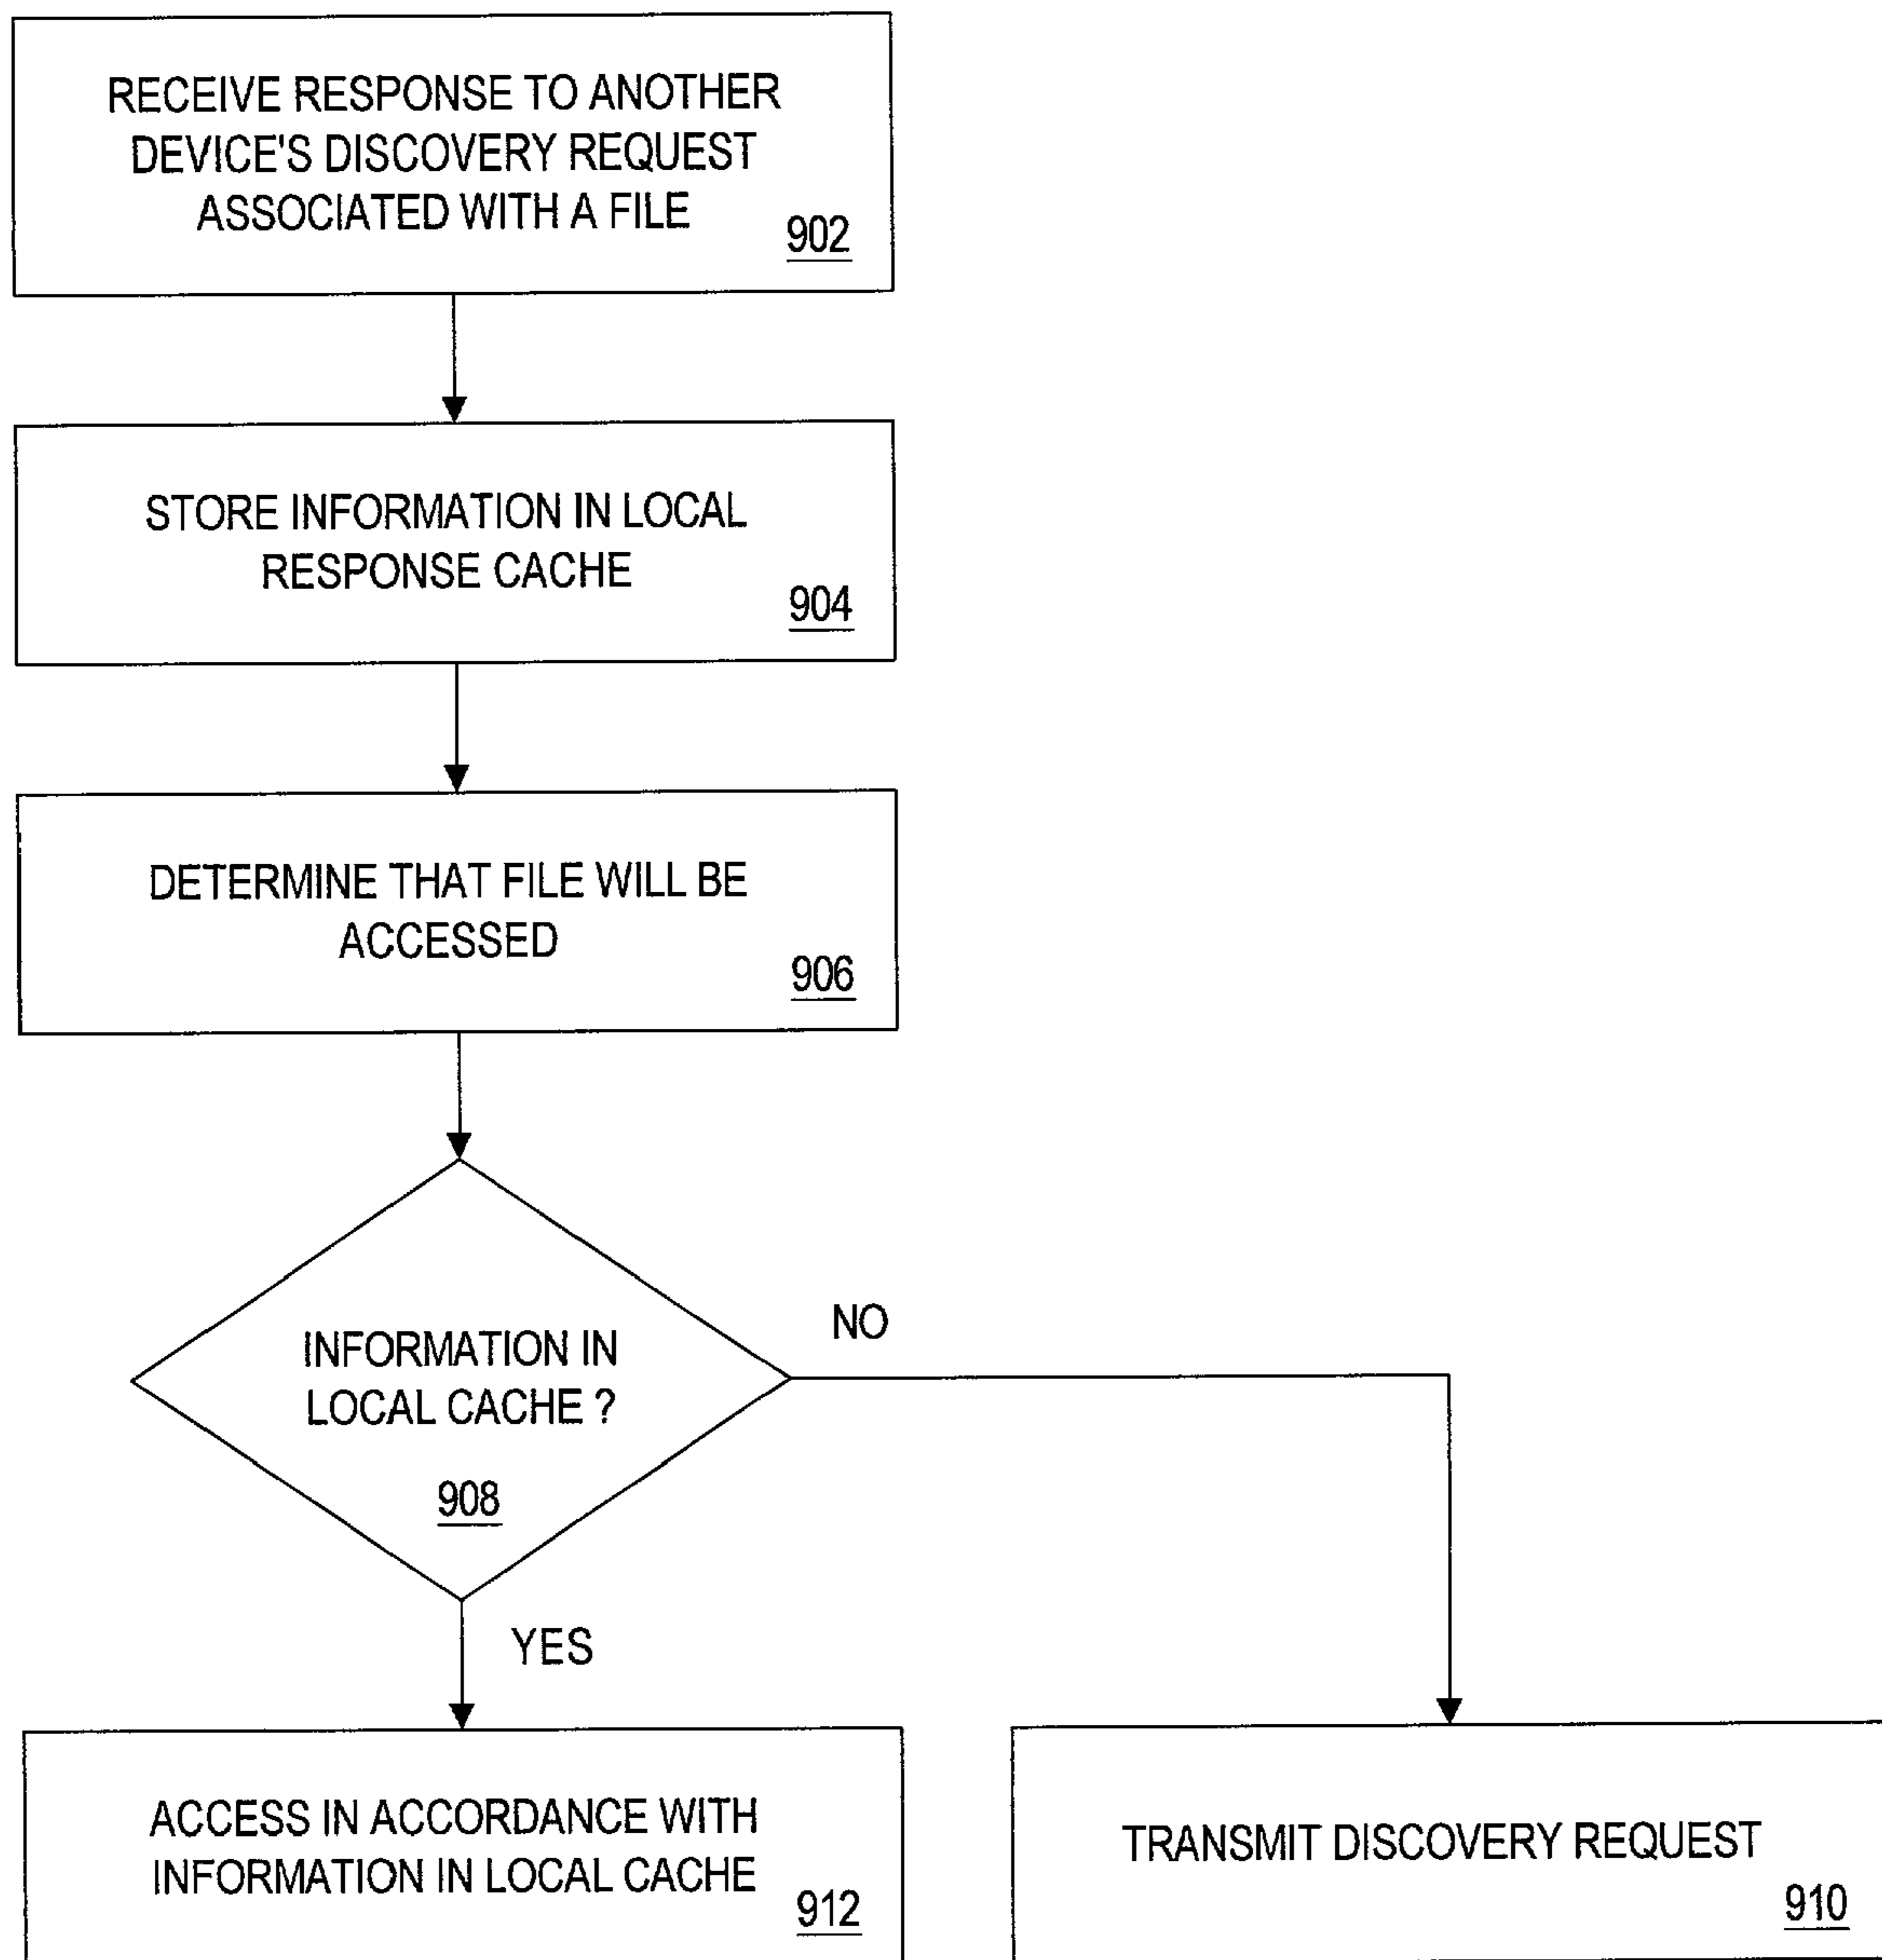 RECEIVE RESPONSE TO ANOTHER
DEVICE'S DISCOVERY REQUEST
ASSOCIATED WITH A FILE
902
STORE INFORMATION IN LOCAL
RESPONSE CACHE
904
DETERMINE THAT FILE WILL BE
ACCESSED
906
INFORMATION IN
LOCAL CACHE ?
908
NO
YES
ACCESS IN ACCORDANCE WITH
INFORMATION IN LOCAL CACHE
912
TRANSMIT DISCOVERY REQUEST
910